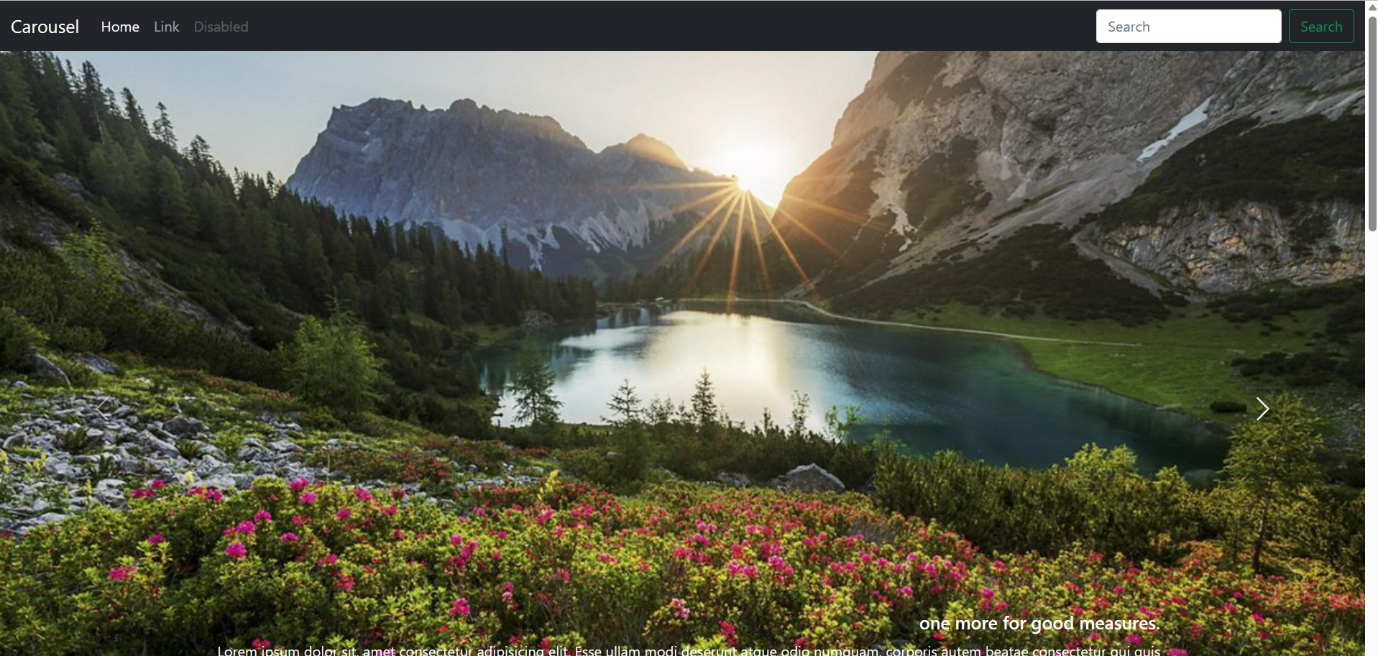 Carousel Home Link Disabled Search Search
one more for good measures.
Lorem ipsum dolor sit, amet consectetur adipisicing elit. Esse ullam modi deserunt atque odio numquam, corporis autem beatae consectetur qui quis